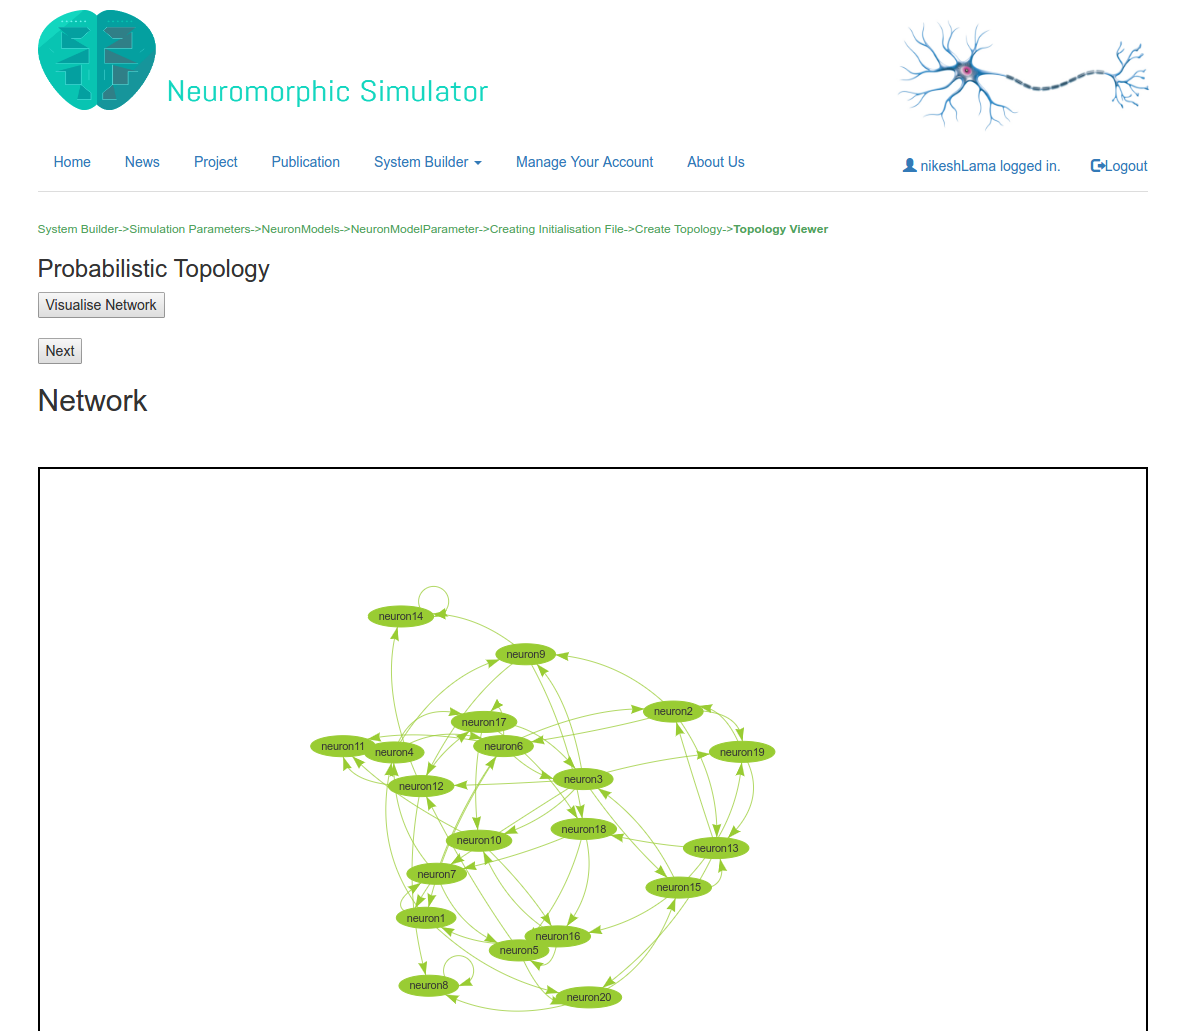 Neuromorphic Simulator
Home News Project Publication System Builder Manage Your Account About Us nikeshLama logged in. Logout
System Builder->Simulation Parameters->NeuronModels->NeuronModelParameter->Creating Initialisation File->Create Topology->Topology Viewer
Probabilistic Topology
Visualise Network
Next
Network
neuron14
neuron9
neuron2
neuron17
neuron11
neuron4
neuron6
neuron19
neuron12
neuron3
neuron18
neuron10
neuron13
neuron7
neuron15
neuron1
neuron16
neuron5
neuron8
neuron20